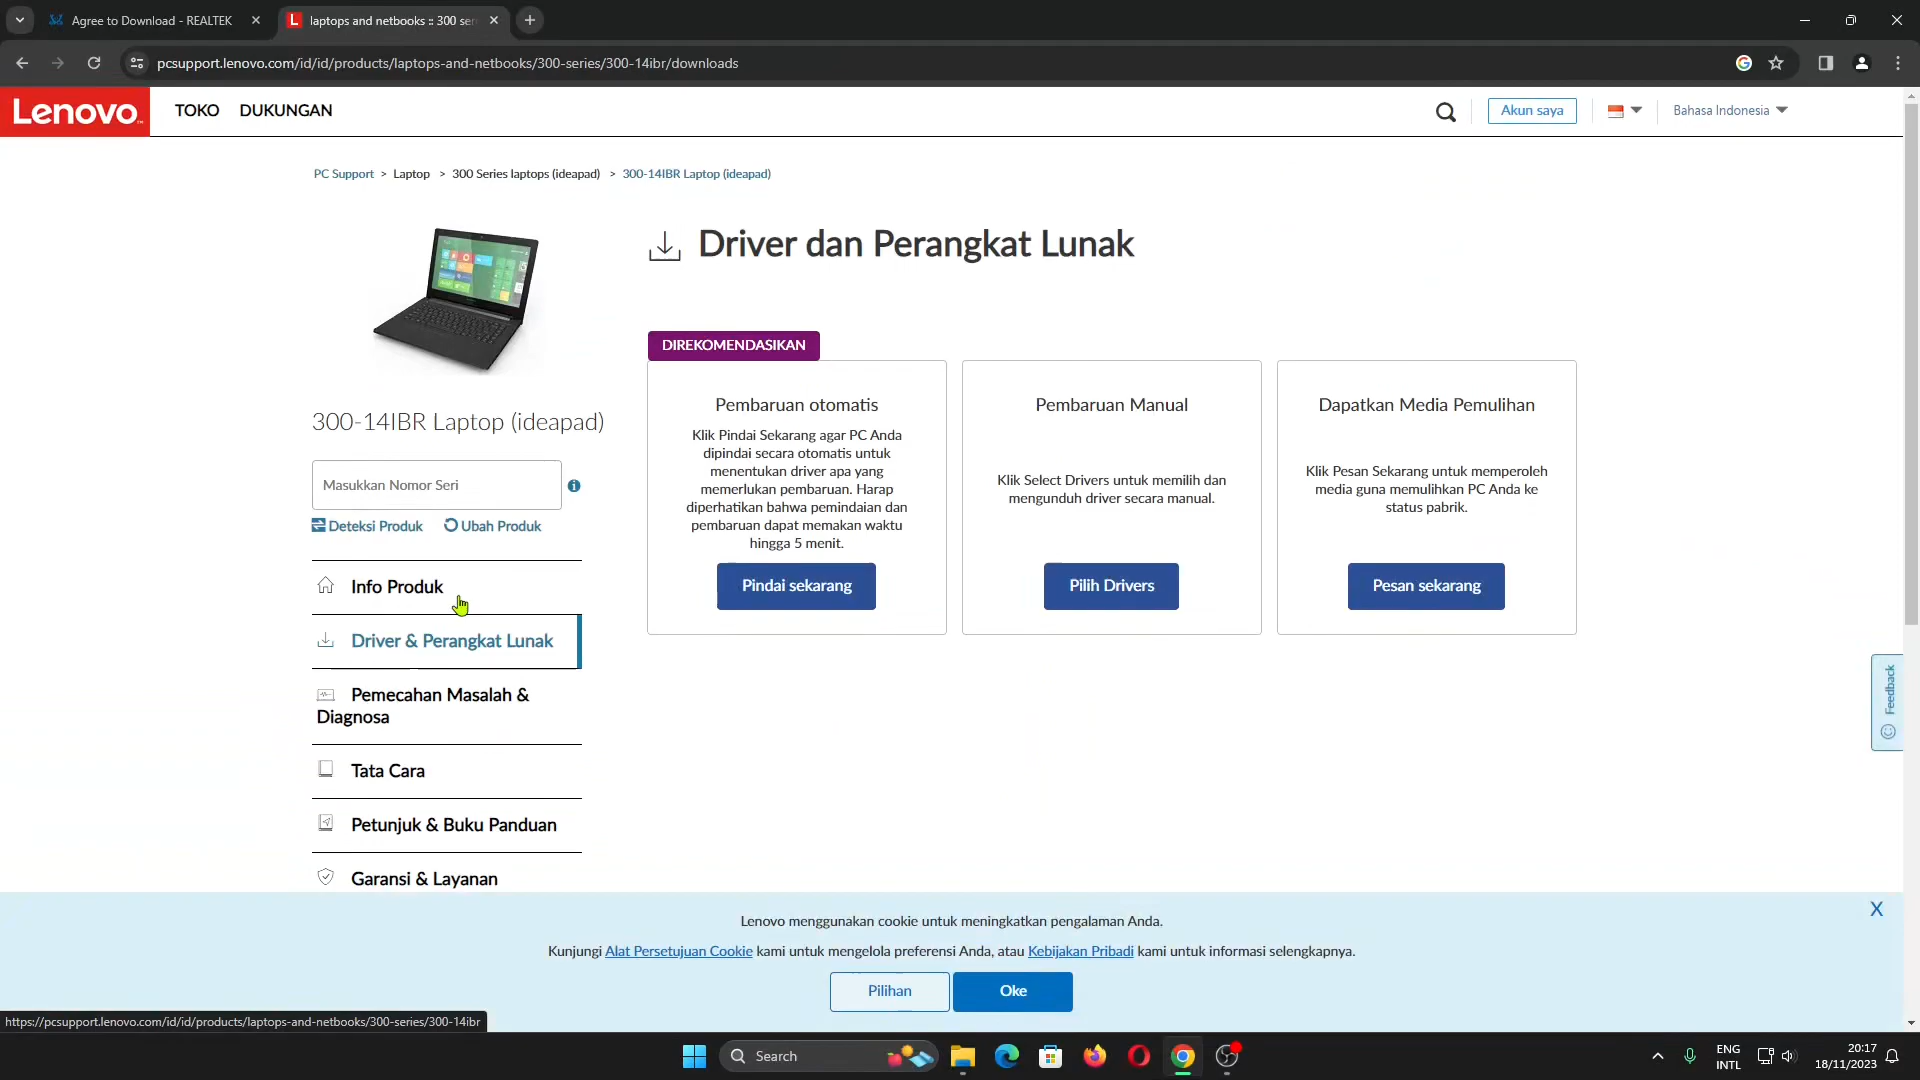 Agree to Download - REALTEK
laptops and netbooks :: 300 ser
pcsupport.lenovo.com/id/id/products/laptops-and-netbooks/300-series/300-14ibr/downloads
Lenovo
TOKO
DUKUNGAN
Akun saya
Bahasa Indonesia
PC Support > Laptop > 300 Series laptops (ideapad) > 300-14IBR Laptop (ideapad)
Driver dan Perangkat Lunak
300-14IBR Laptop (ideapad)
Masukkan Nomor Seri
Deteksi Produk
Ubah Produk
Info Produk
Driver & Perangkat Lunak
Pemecahan Masalah &
Diagnosa
Tata Cara
Petunjuk & Buku Panduan
Garansi & Layanan
DIREKOMENDASIKAN
Pembaruan otomatis
Klik Pindai Sekarang agar PC Anda
dipindai secara otomatis untuk
menentukan driver apa yang
memerlukan pembaruan. Harap
diperhatikan bahwa pemindaian dan
pembaruan dapat memakan waktu
hingga 5 menit.
Pindai sekarang
Pembaruan Manual
Klik Select Drivers untuk memilih dan
mengunduh driver secara manual.
Pilih Drivers
Dapatkan Media Pemulihan
Klik Pesan Sekarang untuk memperoleh
media guna memulihkan PC Anda ke
status pabrik.
Pesan sekarang
Feedback
Lenovo menggunakan cookie untuk meningkatkan pengalaman Anda.
X
Kunjungi Alat Persetujuan Cookie kami untuk mengelola preferensi Anda, atau Kebijakan Pribadi kami untuk informasi selengkapnya.
Pilihan
Oke
https://pcsupport.lenovo.com/id/id/products/laptops-and-netbooks/300-series/300-14ibr
Search
ENG
INTL
20:17
18/11/2023